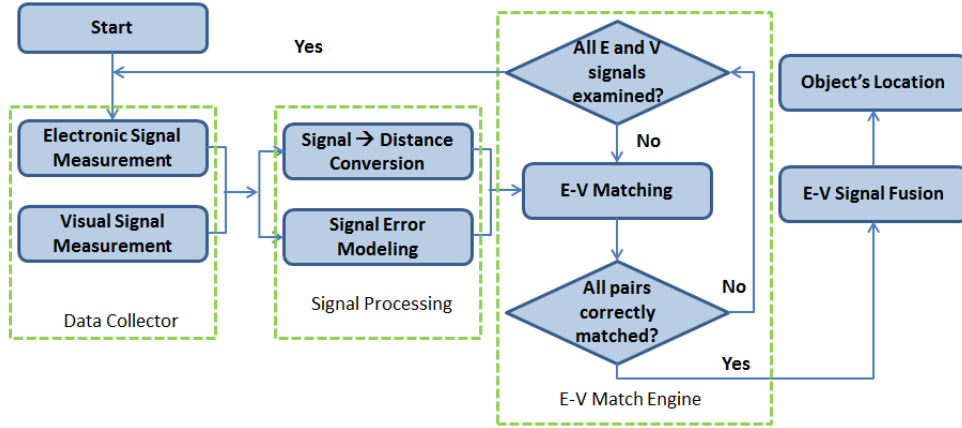 Start
Yes
All E and V
signals
examined?
Object's Location
Electronic Signal
Measurement
Signal → Distance
Conversion
No
E-V Matching
E-V Signal Fusion
Visual Signal
Measurement
Signal Error
Modeling
All pairs
correctly
matched?
No
Data Collector
Signal Processing
Yes
E-V Match Engine